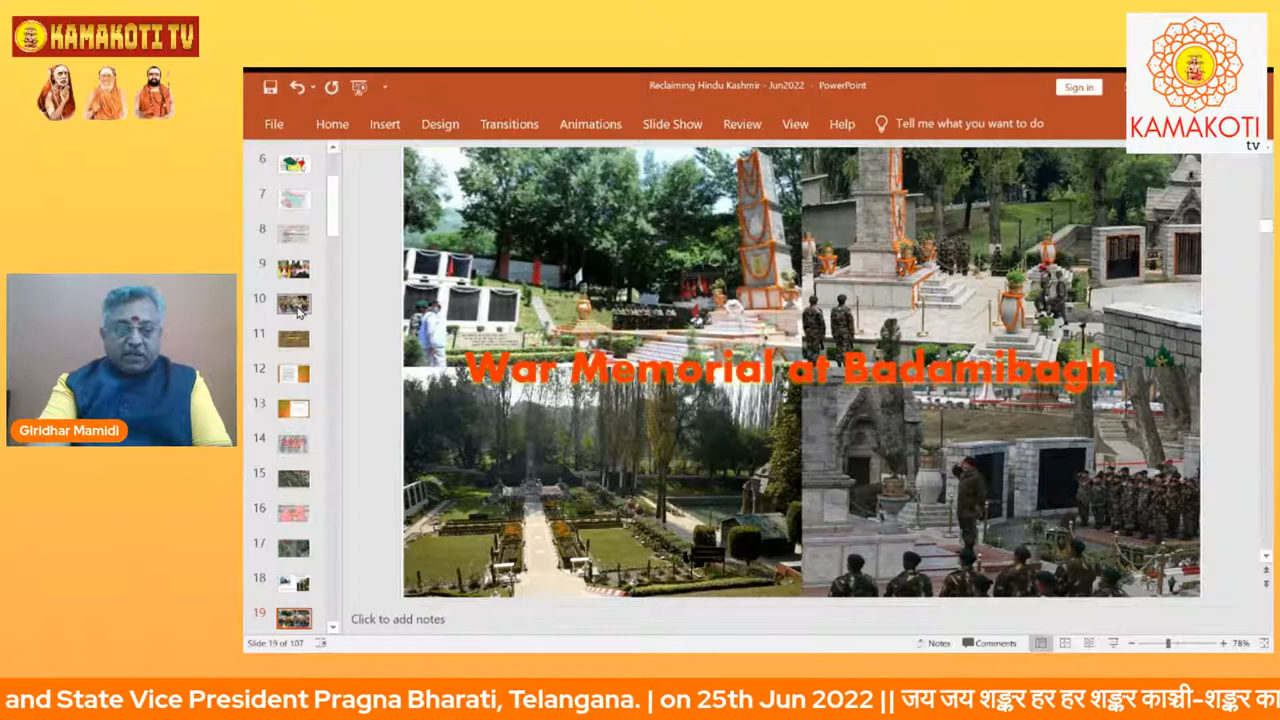 KAMAKOTI TV
KAMAKOTI
tv
Reclaiming Hindu Kashmir - Jun2022 - PowerPoint
Sign in
File Home Insert Design Transitions Animations Slide Show Review View Help Tell me what you want to do
6
7
8
9
10
11
12
13
14
15
16
17
18
19
War Memorial at Badamibagh
Giridhar Mamidi
Click to add notes
Slide 19 of 107
Notes Comments 78%
and State Vice President Pragna Bharati, Telangana. | on 25th Jun 2022 || जय जय शङ्कर हर हर शङ्कर काञ्ची-शङ्कर का